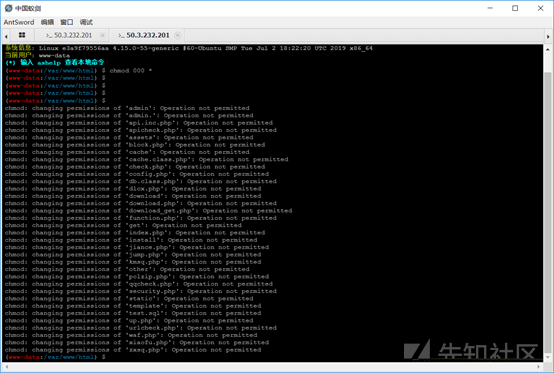 中国蚁剑
AntSword 编辑 窗口 调试
50.3.232.201 50.3.232.201
系统信息: Linux e3a9f79556aa 4.15.0-55-generic #60-Ubuntu SMP Tue Jul 2 18:22:20 UTC 2019 x86_64
当前用户: www-data
(*) 输入 ashelp 查看本地命令
(www-data:/var/www/html) $ chmod 000 *
(www-data:/var/www/html) $
(www-data:/var/www/html) $
(www-data:/var/www/html) $
(www-data:/var/www/html) $
chmod: changing permissions of 'admin': Operation not permitted
chmod: changing permissions of 'admin.': Operation not permitted
chmod: changing permissions of 'api.inc.php': Operation not permitted
chmod: changing permissions of 'apicheck.php': Operation not permitted
chmod: changing permissions of 'assets': Operation not permitted
chmod: changing permissions of 'block.php': Operation not permitted
chmod: changing permissions of 'cache': Operation not permitted
chmod: changing permissions of 'cache.class.php': Operation not permitted
chmod: changing permissions of 'check.php': Operation not permitted
chmod: changing permissions of 'config.php': Operation not permitted
chmod: changing permissions of 'db.class.php': Operation not permitted
chmod: changing permissions of 'dlox.php': Operation not permitted
chmod: changing permissions of 'download': Operation not permitted
chmod: changing permissions of 'download.php': Operation not permitted
chmod: changing permissions of 'download_get.php': Operation not permitted
chmod: changing permissions of 'function.php': Operation not permitted
chmod: changing permissions of 'get': Operation not permitted
chmod: changing permissions of 'index.php': Operation not permitted
chmod: changing permissions of 'install': Operation not permitted
chmod: changing permissions of 'jiance.php': Operation not permitted
chmod: changing permissions of 'jump.php': Operation not permitted
chmod: changing permissions of 'kmsq.php': Operation not permitted
chmod: changing permissions of 'other': Operation not permitted
chmod: changing permissions of 'polzip.php': Operation not permitted
chmod: changing permissions of 'qqcheck.php': Operation not permitted
chmod: changing permissions of 'security.php': Operation not permitted
chmod: changing permissions of 'static': Operation not permitted
chmod: changing permissions of 'template': Operation not permitted
chmod: changing permissions of 'test.sql': Operation not permitted
chmod: changing permissions of 'up.php': Operation not permitted
chmod: changing permissions of 'urlcheck.php': Operation not permitted
chmod: changing permissions of 'waf.php': Operation not permitted
chmod: changing permissions of 'xiaofu.php': Operation not permitted
chmod: changing permissions of 'zxsq.php': Operation not permitted
(www-data:/var/www/html) $
先知社区